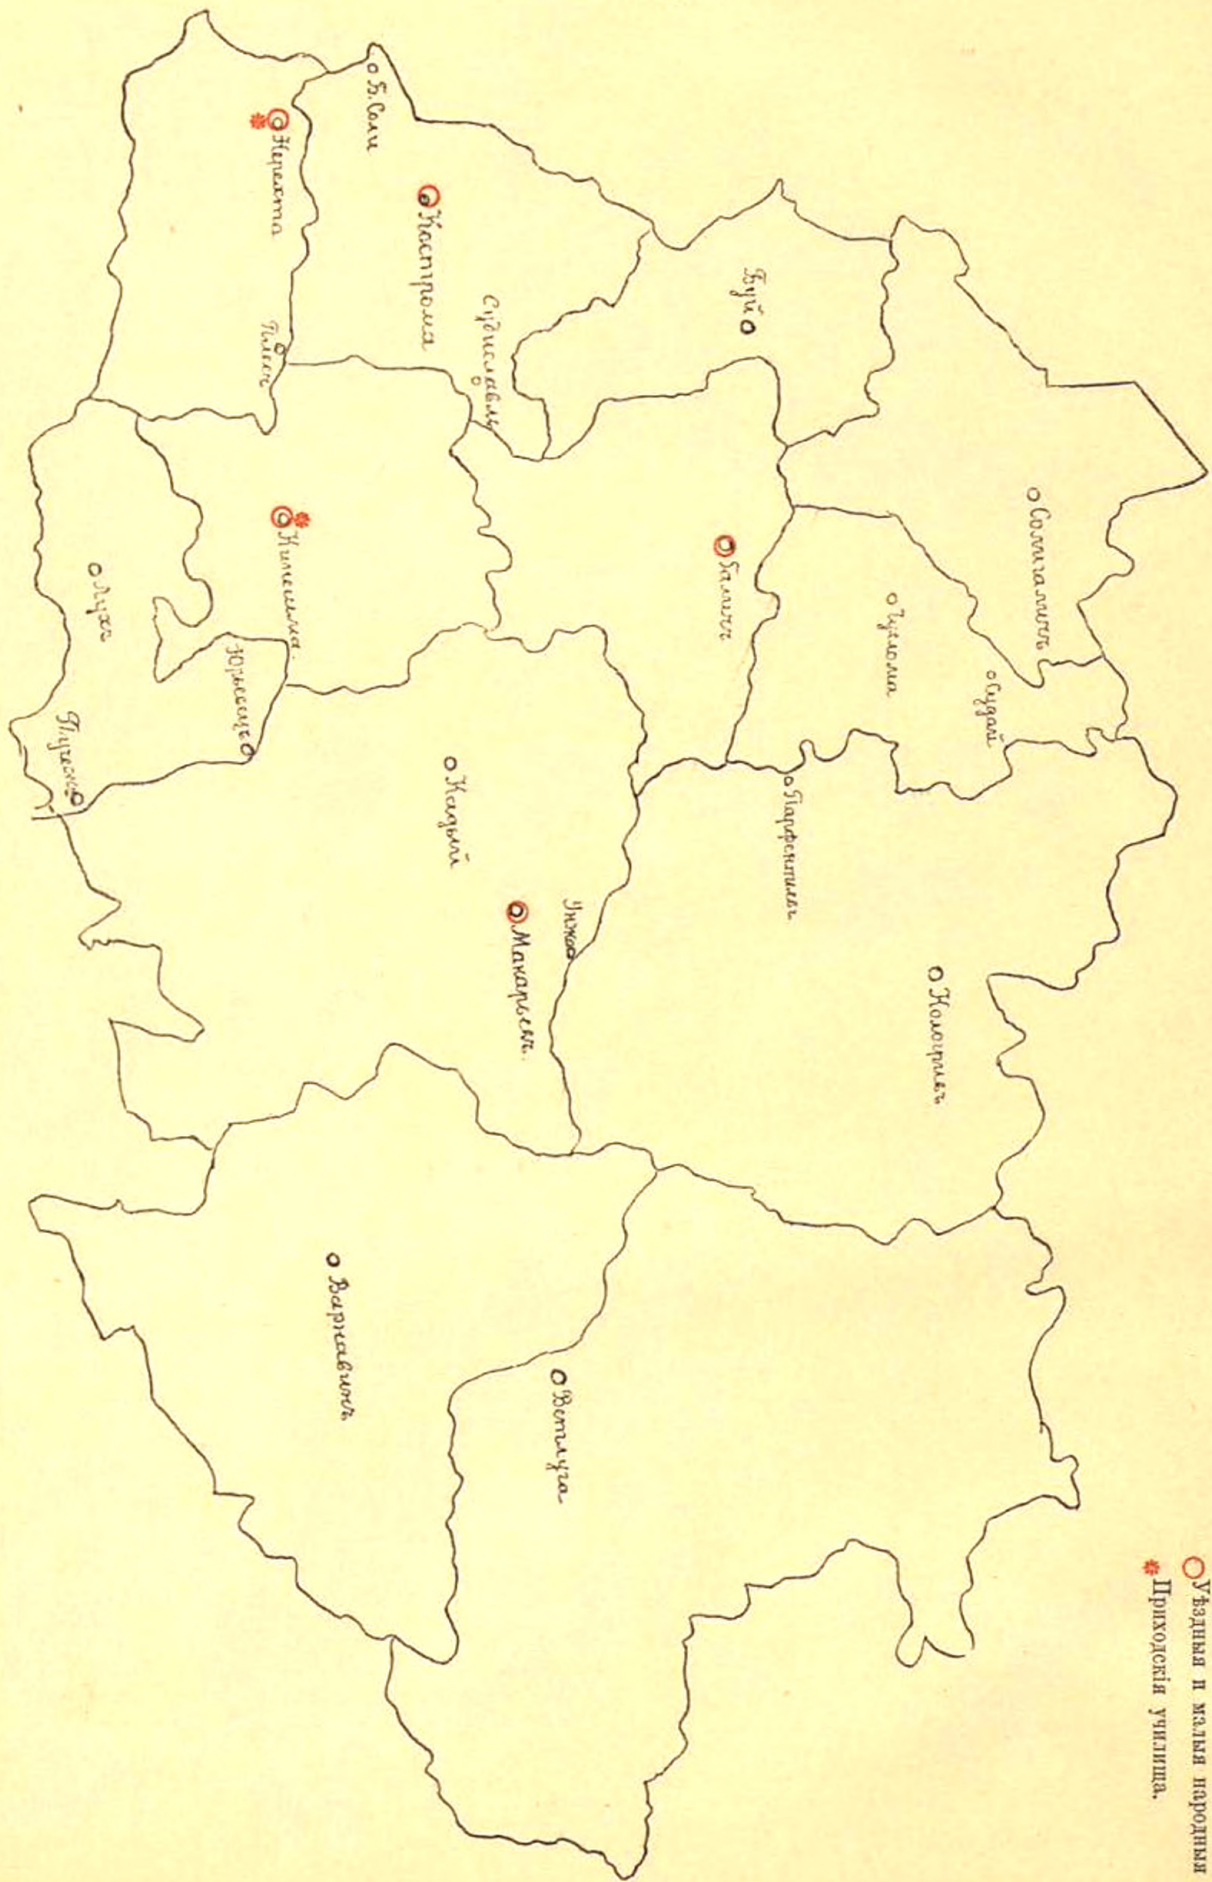 Уѣздныя и малыя народныя
Приходскія училища.
Солигаличъ
Судай
Чухлома
Кологривъ
Парфентьевъ
Буй
Галичъ
Унжа
Ветлуга
Макарьевъ.
Судиславль
Кадый
Кострома
Б. Соли
Варнавинъ
Нерехта
Плесъ
Кинешма.
Юрьевецъ
Лухъ
Пучежъ